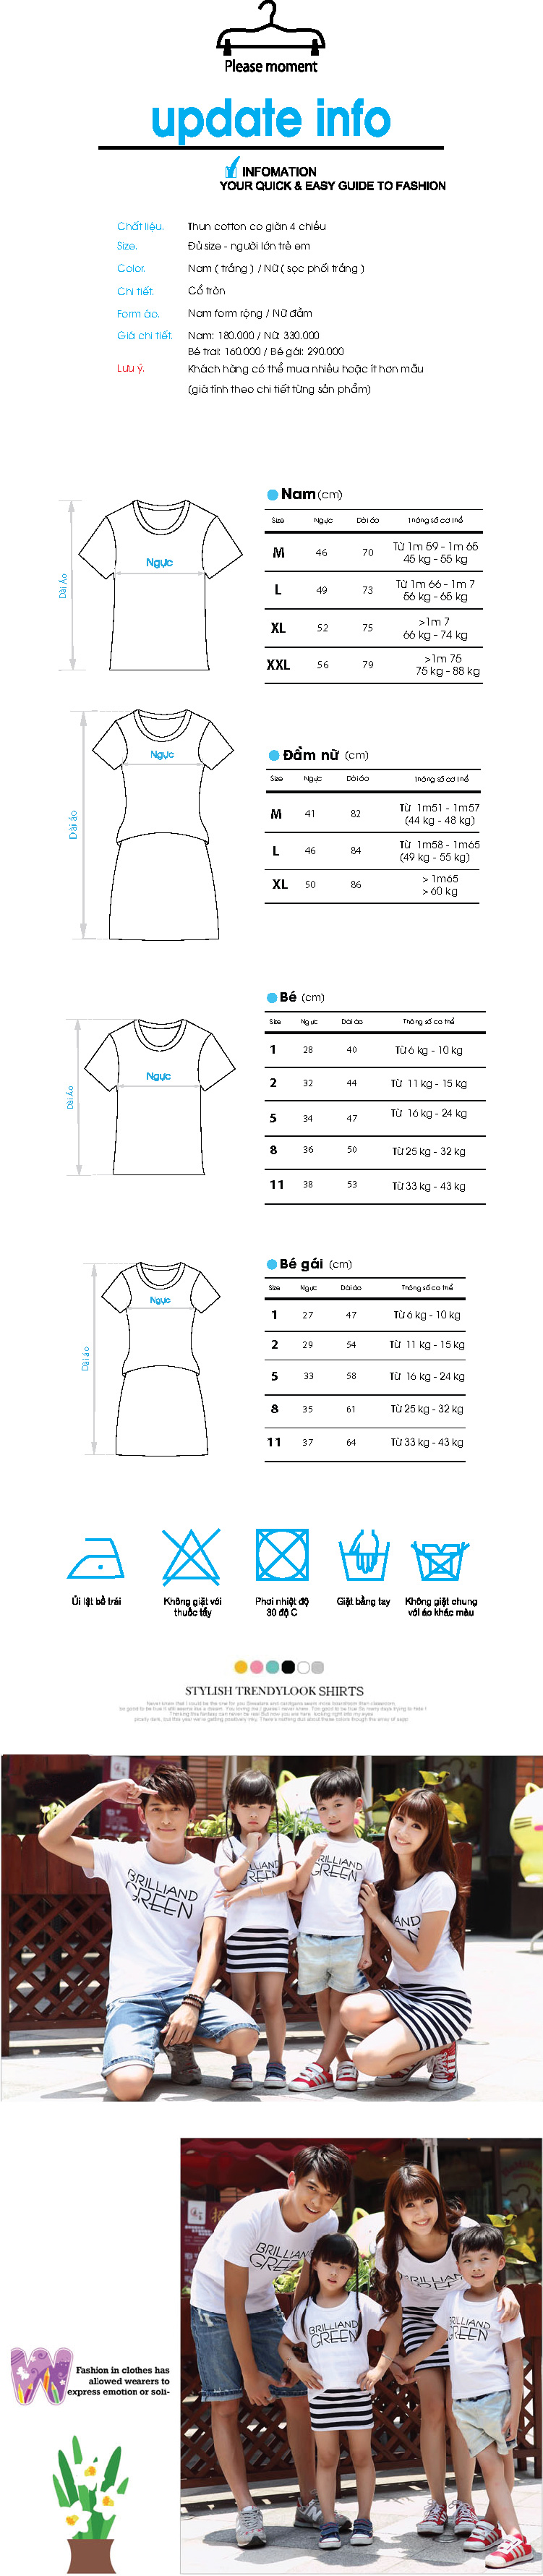 Please moment
update info
INFOMATION
YOUR QUICK & EASY GUIDE TO FASHION
Chất liệu. Thun cotton co giãn 4 chiều
Size. Đủ size - người lớn trẻ em
Color. Nam ( trắng ) / Nữ ( sọc phối trắng )
Chi tiết. Cổ tròn
Form áo. Nam form rộng / Nữ đầm
Giá chi tiết. Nam: 180.000 / Nữ: 330.000
Bé trai: 160.000 / Bé gái: 290.000
Lưu ý. Khách hàng có thể mua nhiều hoặc ít hơn mẫu
(giá tính theo chi tiết từng sản phẩm)
Nam (cm)
Size Ngực Dài áo Thông số cơ thể
M 46 70 Từ 1m 59 - 1m 65
45 kg - 55 kg
L 49 73 Từ 1m 66 - 1m 7
56 kg - 65 kg
XL 52 75 >1m 7
66 kg - 74 kg
XXL 56 79 >1m 75
75 kg - 88 kg
Ngực
Dài Áo
Đầm nữ (cm)
Size Ngực Dài áo Thông số cơ thể
M 41 82 Từ 1m51 - 1m57
(44 kg - 48 kg)
L 46 84 Từ 1m58 - 1m65
(49 kg - 55 kg)
XL 50 86 > 1m65
> 60 kg
Ngực
Dài áo
Bé (cm)
Size Ngực Dài áo Thông số cơ thể
1 28 40 Từ 6 kg - 10 kg
2 32 44 Từ 11 kg - 15 kg
5 34 47 Từ 16 kg - 24 kg
8 36 50 Từ 25 kg - 32 kg
11 38 53 Từ 33 kg - 43 kg
Ngực
Dài Áo
Bé gái (cm)
Size Ngực Dài áo Thông số cơ thể
1 27 47 Từ 6 kg - 10 kg
2 29 54 Từ 11 kg - 15 kg
5 33 58 Từ 16 kg - 24 kg
8 35 61 Từ 25 kg - 32 kg
11 37 64 Từ 33 kg - 43 kg
Ngực
Dài áo
Ủi lật bề trái
Không giặt với
thuốc tẩy
Phơi nhiệt độ
30 độ C
Giặt bằng tay
Không giặt chung
với áo khác màu
STYLISH TRENDYLOOK SHIRTS
BRILLIAND
GREEN
BRILLIAND
GREEN
BRILLIAND
GREEN
BRILLIAND
GREEN
W
Fashion in clothes has
allowed wearers to
express emotion or soli-